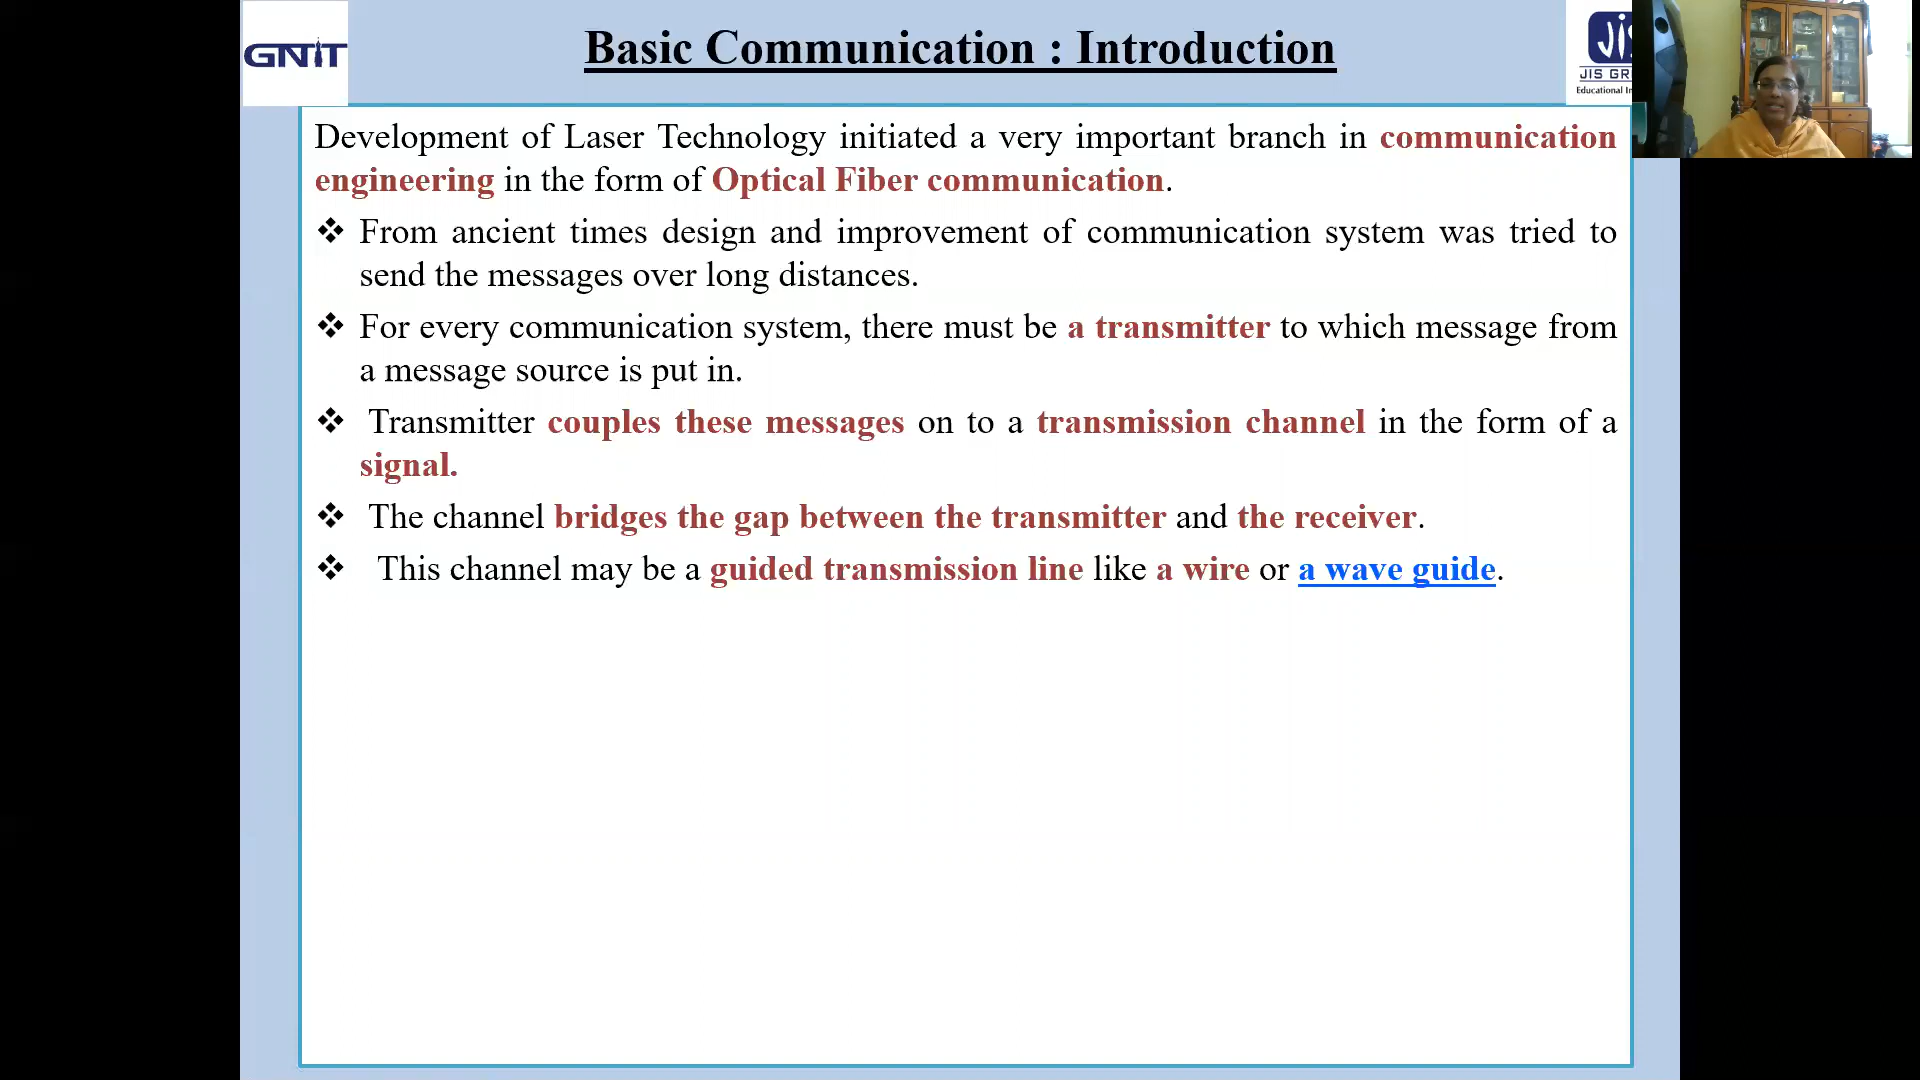 GNIT
Basic Communication : Introduction
JIS GR
Educational In
Development of Laser Technology initiated a very important branch in communication
engineering in the form of Optical Fiber communication.
❖ From ancient times design and improvement of communication system was tried to
send the messages over long distances.
❖ For every communication system, there must be a transmitter to which message from
a message source is put in.
❖ Transmitter couples these messages on to a transmission channel in the form of a
signal.
❖ The channel bridges the gap between the transmitter and the receiver.
❖ This channel may be a guided transmission line like a wire or a wave guide.